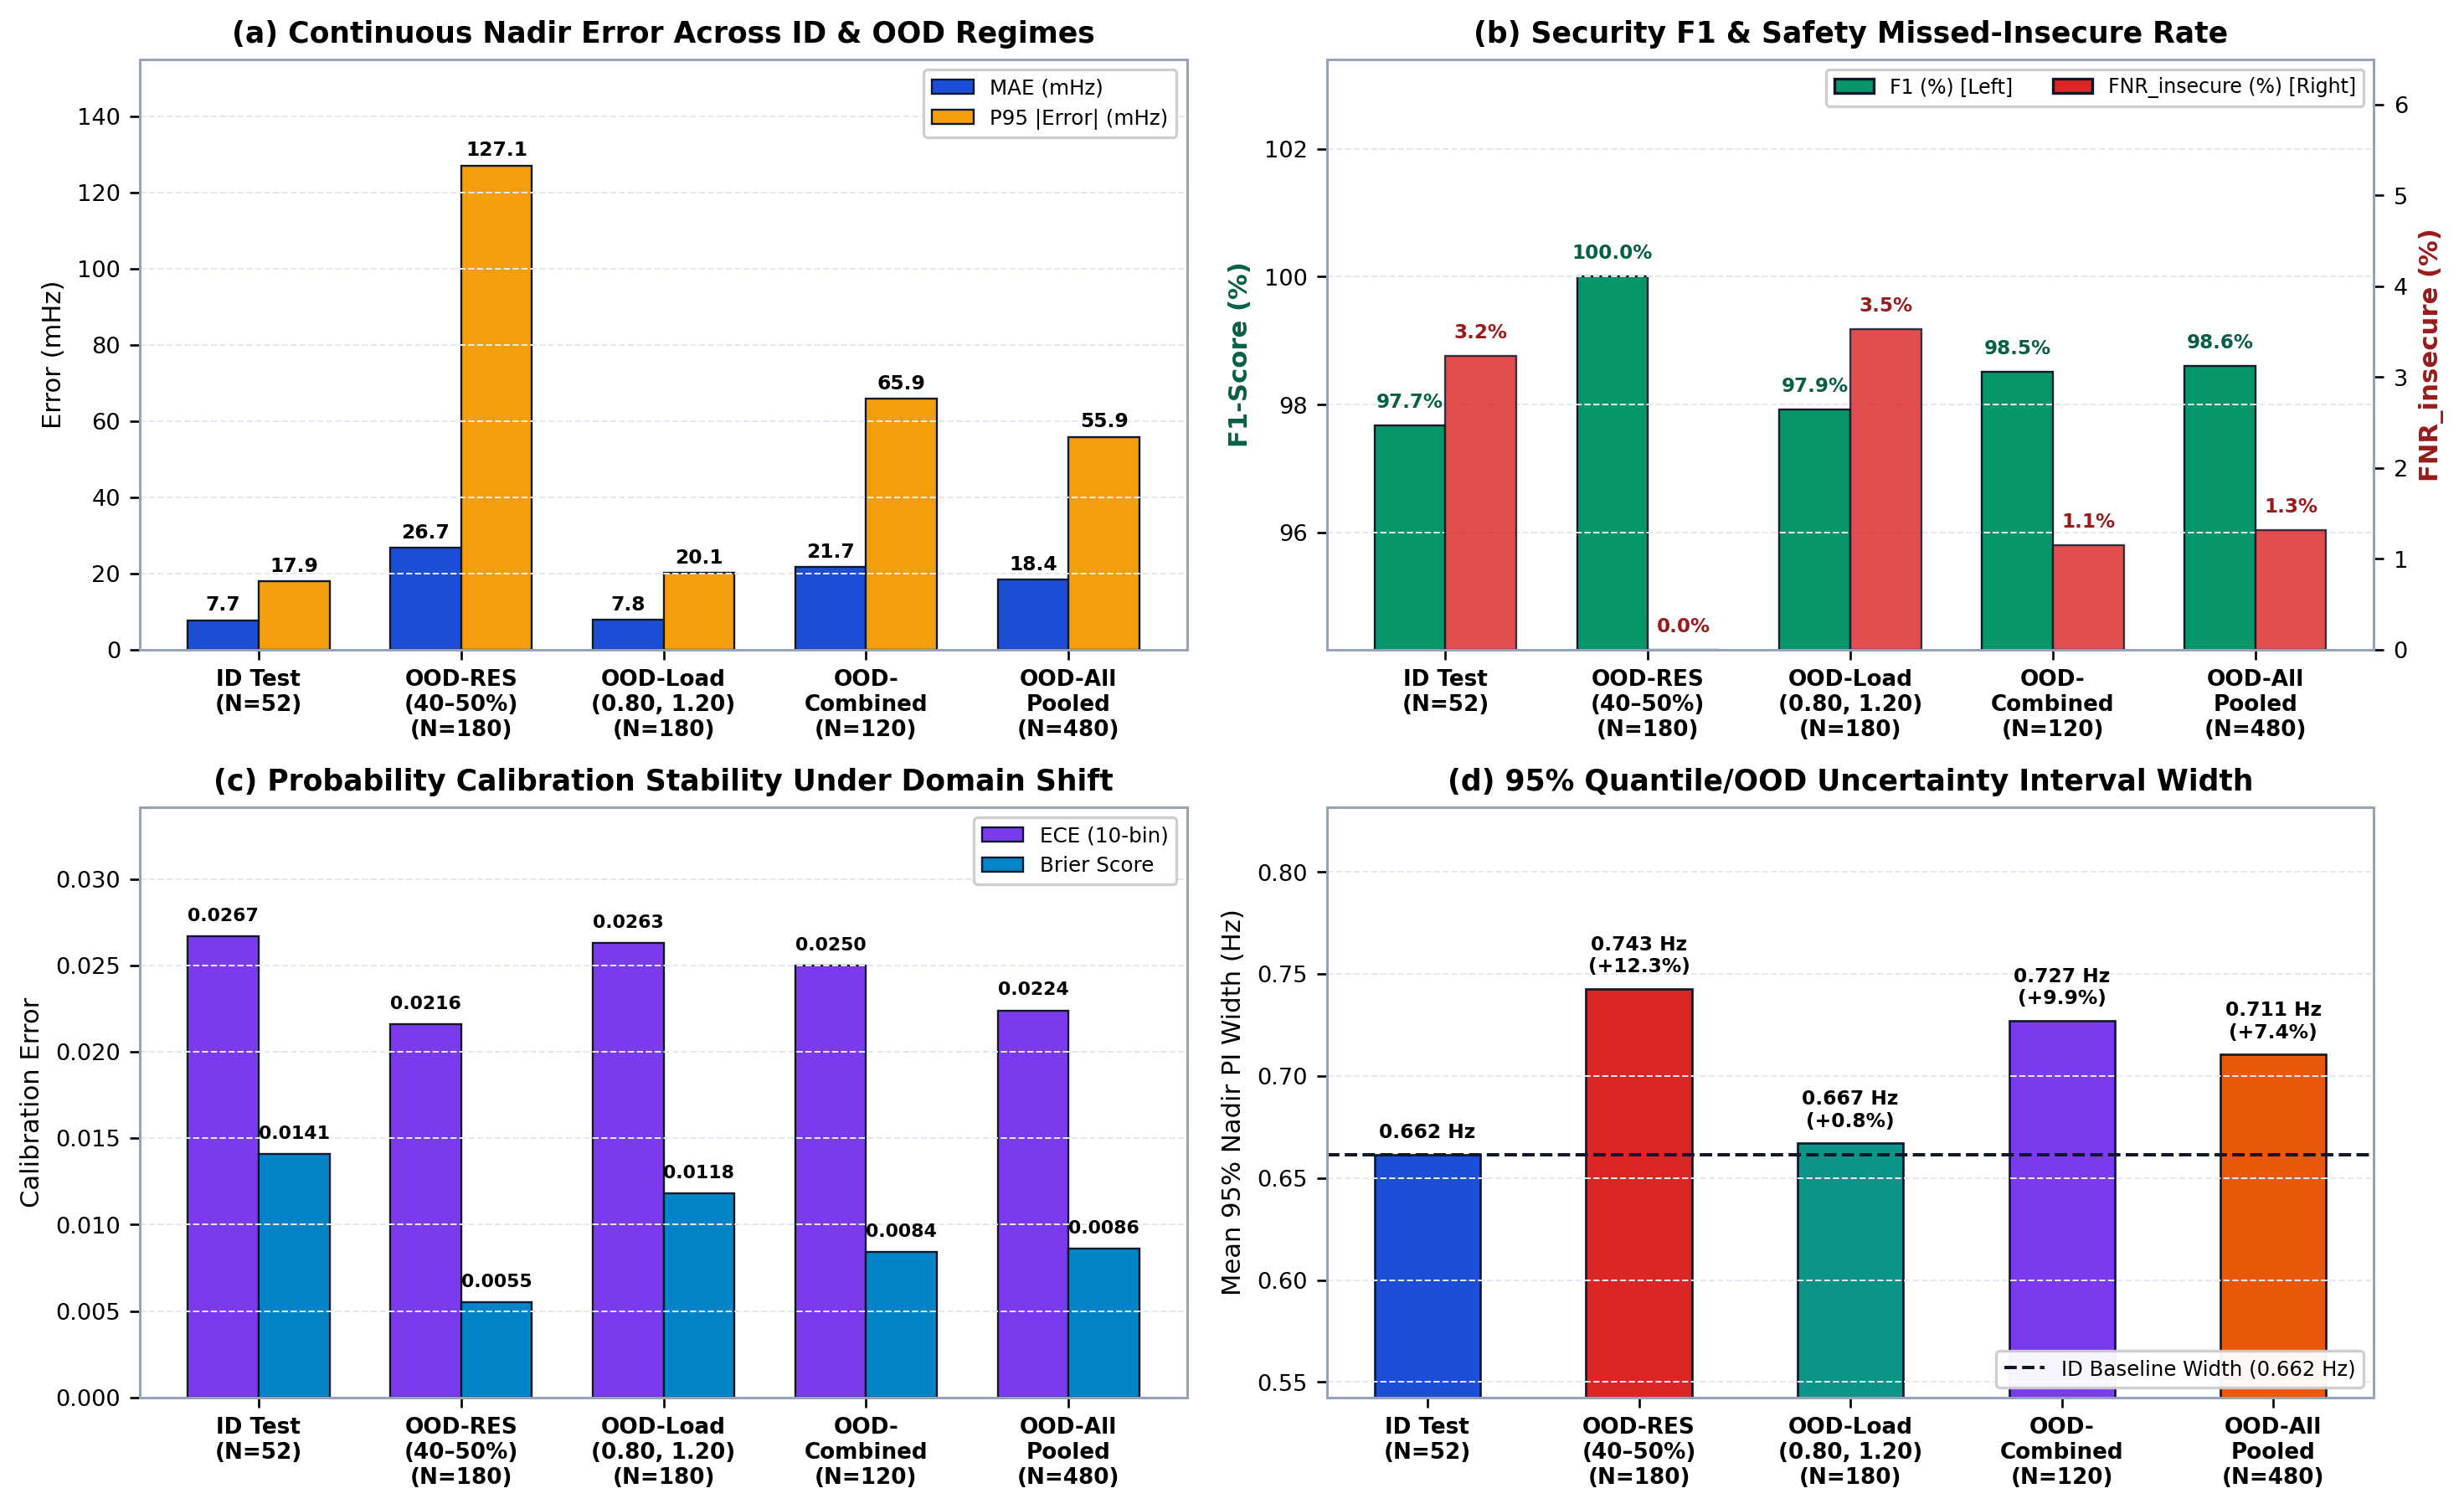 (a) Continuous Nadir Error Across ID & OOD Regimes
MAE (mHz)
P95 |Error| (mHz)
Error (mHz)
140
120
100
80
60
40
20
0
7.7
17.9
26.7
127.1
7.8
20.1
21.7
65.9
18.4
55.9
ID Test
(N=52)
OOD-RES
(40–50%)
(N=180)
OOD-Load
(0.80, 1.20)
(N=180)
OOD-
Combined
(N=120)
OOD-All
Pooled
(N=480)
(b) Security F1 & Safety Missed-Insecure Rate
F1 (%) [Left]
FNR_insecure (%) [Right]
F1-Score (%)
102
100
98
96
97.7%
3.2%
100.0%
0.0%
97.9%
3.5%
98.5%
1.1%
98.6%
1.3%
6
5
4
3
2
1
0
FNR_insecure (%)
ID Test
(N=52)
OOD-RES
(40–50%)
(N=180)
OOD-Load
(0.80, 1.20)
(N=180)
OOD-
Combined
(N=120)
OOD-All
Pooled
(N=480)
(c) Probability Calibration Stability Under Domain Shift
ECE (10-bin)
Brier Score
Calibration Error
0.030
0.025
0.020
0.015
0.010
0.005
0.000
0.0267
0.0141
0.0216
0.0055
0.0263
0.0118
0.0250
0.0084
0.0224
0.0086
ID Test
(N=52)
OOD-RES
(40–50%)
(N=180)
OOD-Load
(0.80, 1.20)
(N=180)
OOD-
Combined
(N=120)
OOD-All
Pooled
(N=480)
(d) 95% Quantile/OOD Uncertainty Interval Width
Mean 95% Nadir PI Width (Hz)
0.80
0.75
0.70
0.65
0.60
0.55
0.662 Hz
0.743 Hz
(+12.3%)
0.667 Hz
(+0.8%)
0.727 Hz
(+9.9%)
0.711 Hz
(+7.4%)
ID Baseline Width (0.662 Hz)
ID Test
(N=52)
OOD-RES
(40–50%)
(N=180)
OOD-Load
(0.80, 1.20)
(N=180)
OOD-
Combined
(N=120)
OOD-All
Pooled
(N=480)